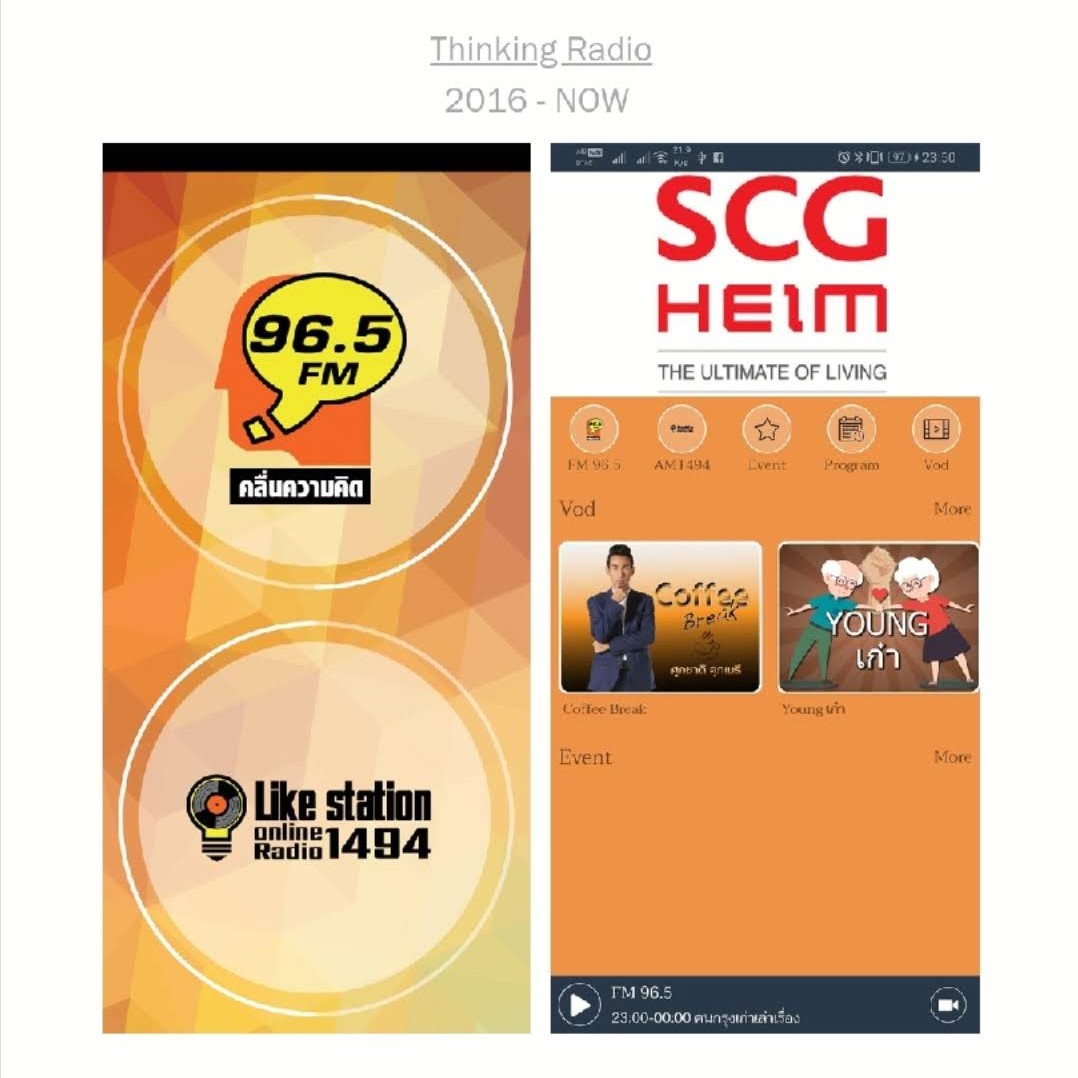 Thinking Radio
2016 - NOW
96.5
FM
คลื่นความคิด
Like station
online
Radio 1494
23:50
97
SCG
HEIM
THE ULTIMATE OF LIVING
FM 96.5
AM1494
Event
Program
Vod
Vod
More
Coffee
Break
ศุภชาติ ศุภเมธี
YOUNG
เก๋า
Coffee Break
Young เก๋า
Event
More
FM 96.5
23.00-00.00 คนกรุงเก่าเล่าเรื่อง